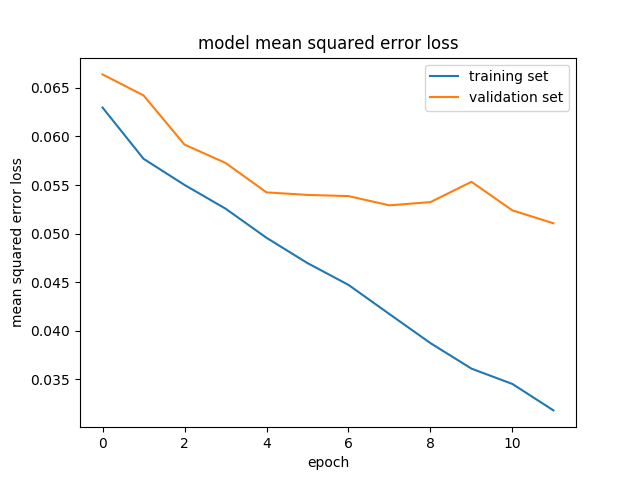 model mean squared error loss
training set
validation set
0.065
0.060
0.055
0.050
0.045
0.040
0.035
mean squared error loss
0 2 4 6 8 10
epoch